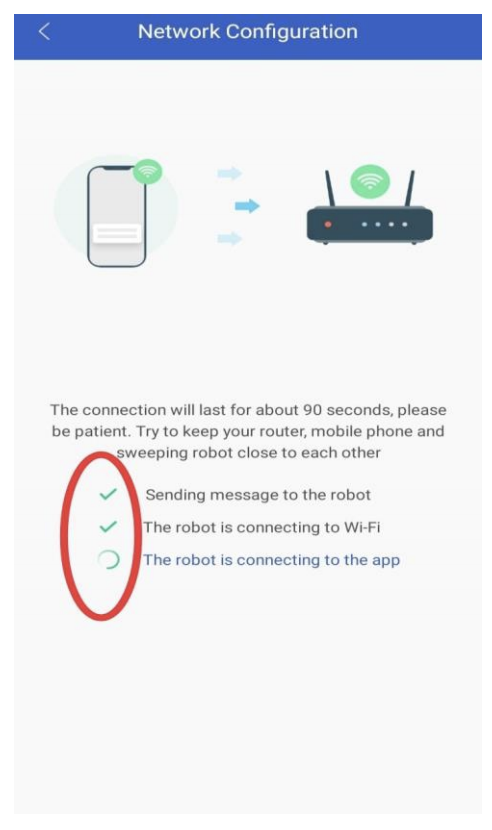 Network Configuration
The connection will last for about 90 seconds, please
be patient. Try to keep your router, mobile phone and
sweeping robot close to each other
Sending message to the robot
The robot is connecting to Wi-Fi
The robot is connecting to the app